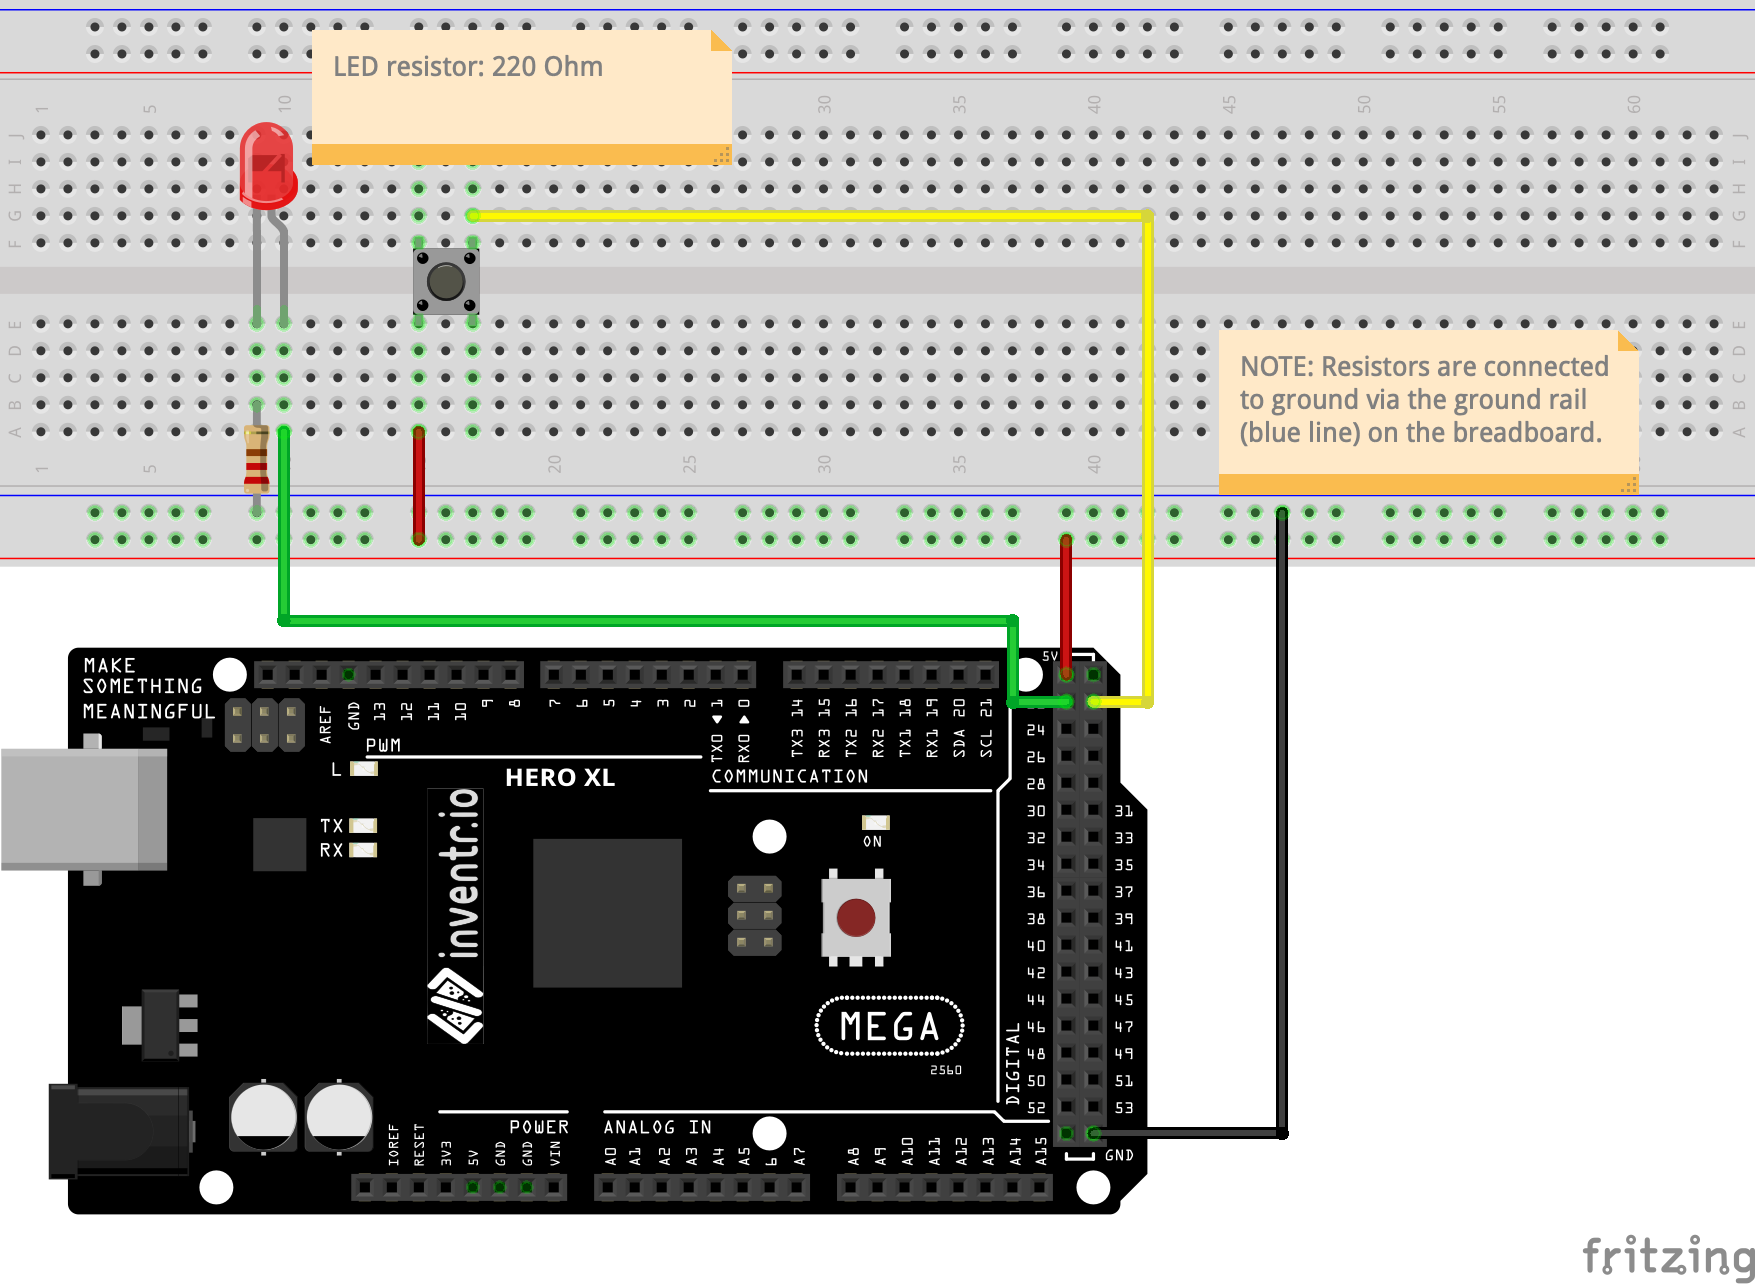 LED resistor: 220 Ohm
1 5 10 30 35 40 45 50 55 60
J J
I I
H H
G G
F F
E E
D D
C C
B B
A A
NOTE: Resistors are connected
to ground via the ground rail
(blue line) on the breadboard.
1 5 20 25 30 35 40
MAKE
SOMETHING
MEANINGFUL
5V
AREF GND 13 12 11 10 9 8 7 6 5 4 3 2 TX0 1 RX0 0 TX3 14 RX3 15 TX2 16 RX2 17 TX1 18 RX1 19 SDA 20 SCL 21
PWM
L
HERO XL
COMMUNICATION
TX
RX
ON
inventr.io
24
26
28
30 31
32 33
34 35
36 37
38 39
40 41
42 43
44 45
46 47
48 49
50 51
52 53
MEGA
2560
DIGITAL
POWER
ANALOG IN
IOREF RESET 3V3 5V GND GND VIN A0 A1 A2 A3 A4 A5 6 A7 A8 A9 A10 A11 A12 A13 A14 A15
GND
fritzing